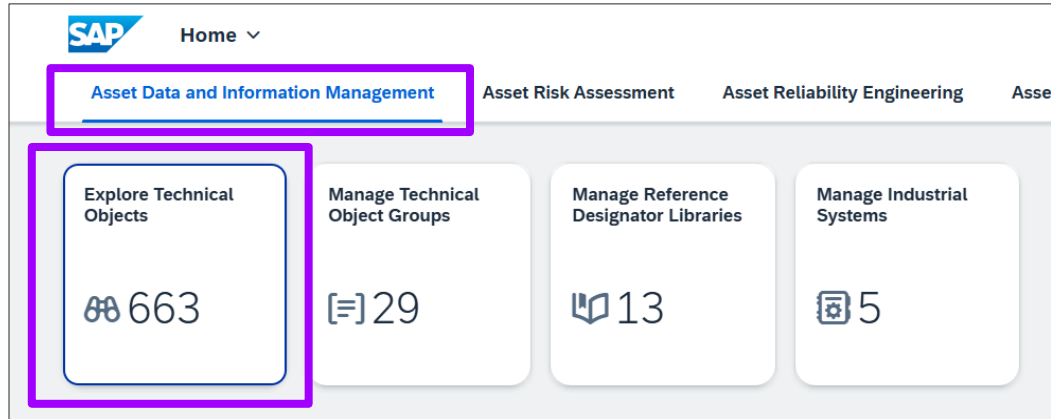 SAP Home
Asset Data and Information Management Asset Risk Assessment Asset Reliability Engineering Asse
Explore Technical
Objects
663
Manage Technical
Object Groups
29
Manage Reference
Designator Libraries
13
Manage Industrial
Systems
5